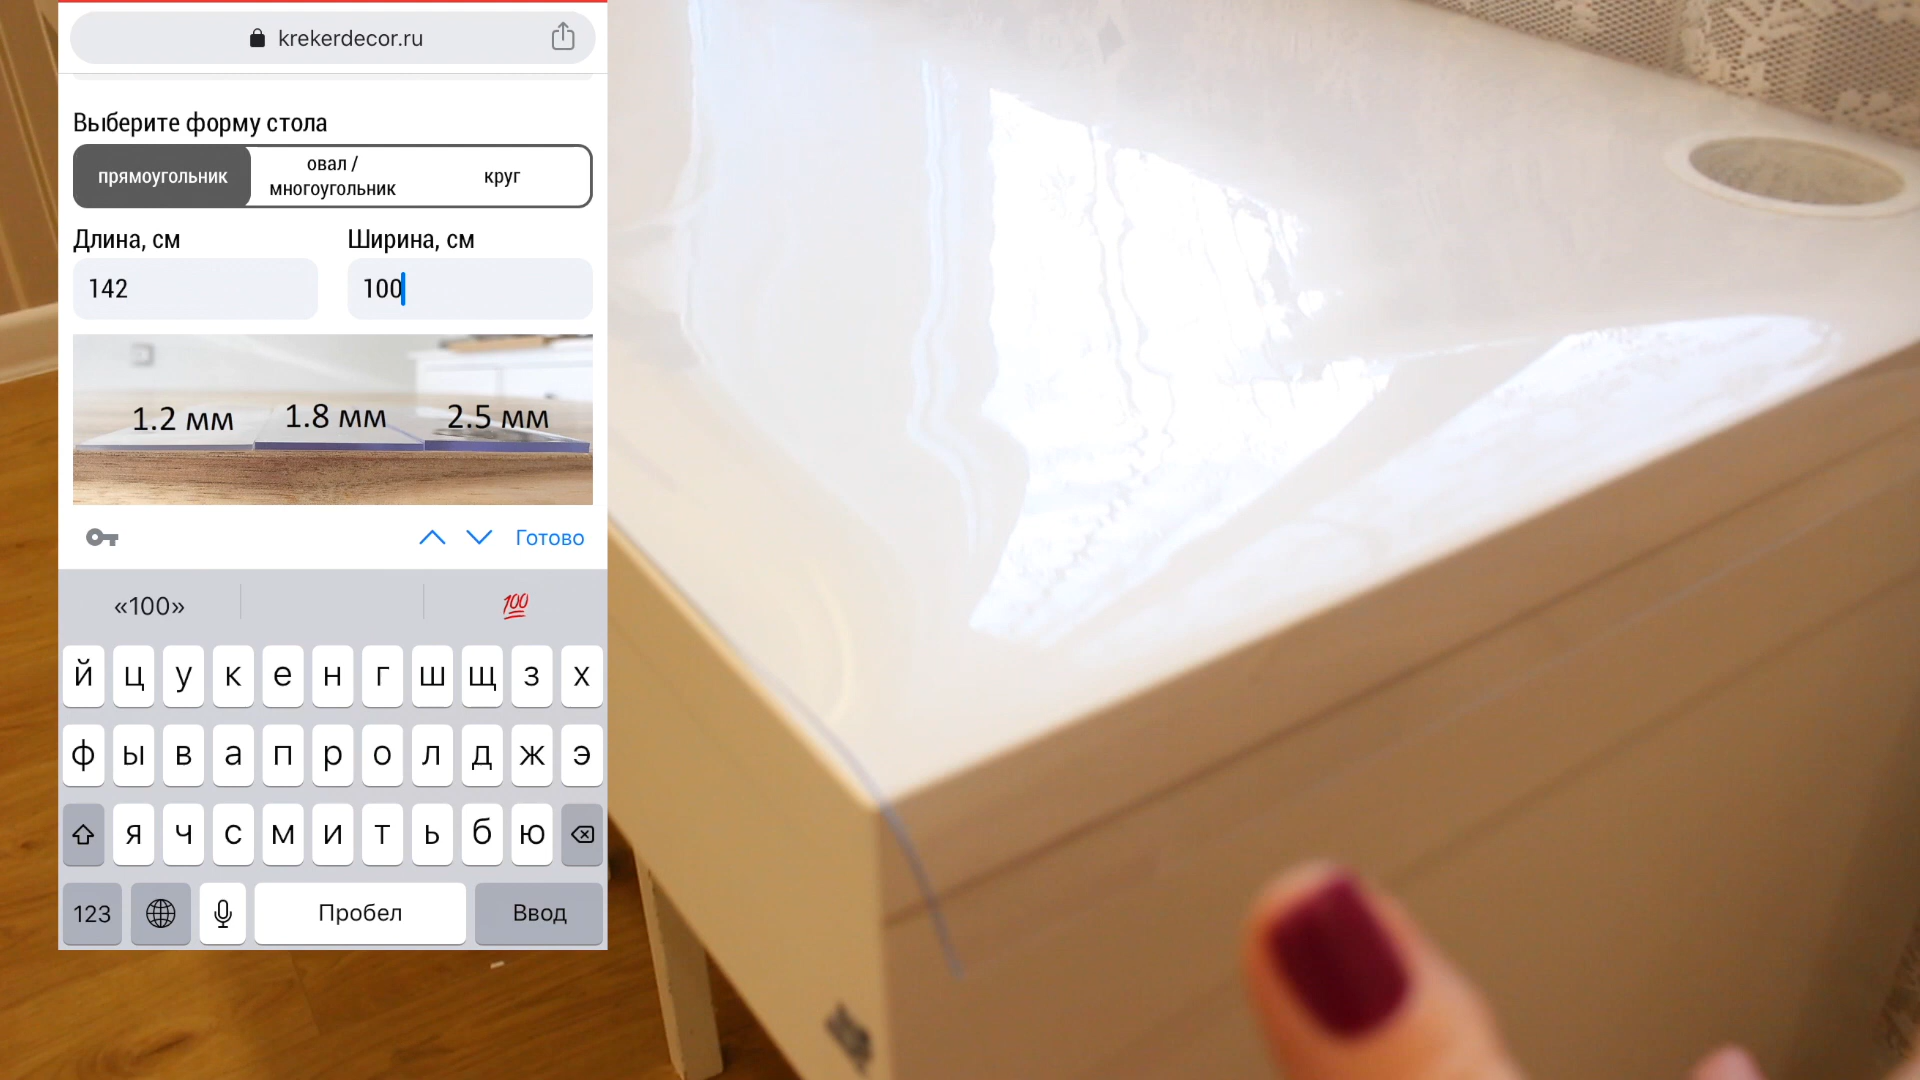 krekerdecor.ru
Выберите форму стола
прямоугольник
овал /
многоугольник
круг
Длина, см
Ширина, см
142
100
1.2 мм
1.8 мм
2.5 мм
Готово
«100»
💯
й ц у к е н г ш щ з х
ф ы в а п р о л д ж э
я ч с м и т ь б ю
123
Пробел
Ввод